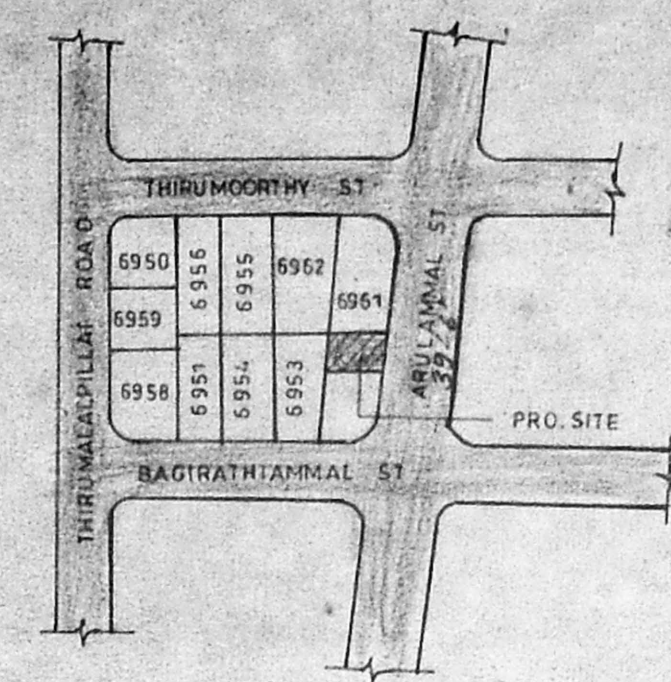 THIRUMOORTHY ST
THIRUMALAIPILLAI ROAD
ARULAMMAL ST
6950
6956
6955
6962
6959
6961
6958
6951
6954
6953
PRO. SITE
BAGIRATHIAMMAL ST